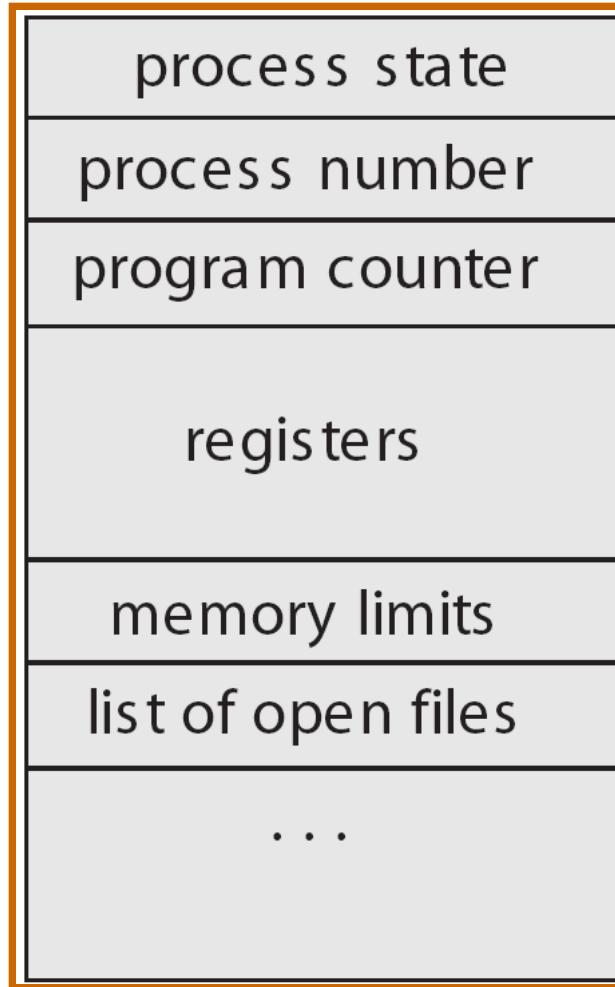 process state
process number
program counter
registers
memory limits
list of open files
. . .